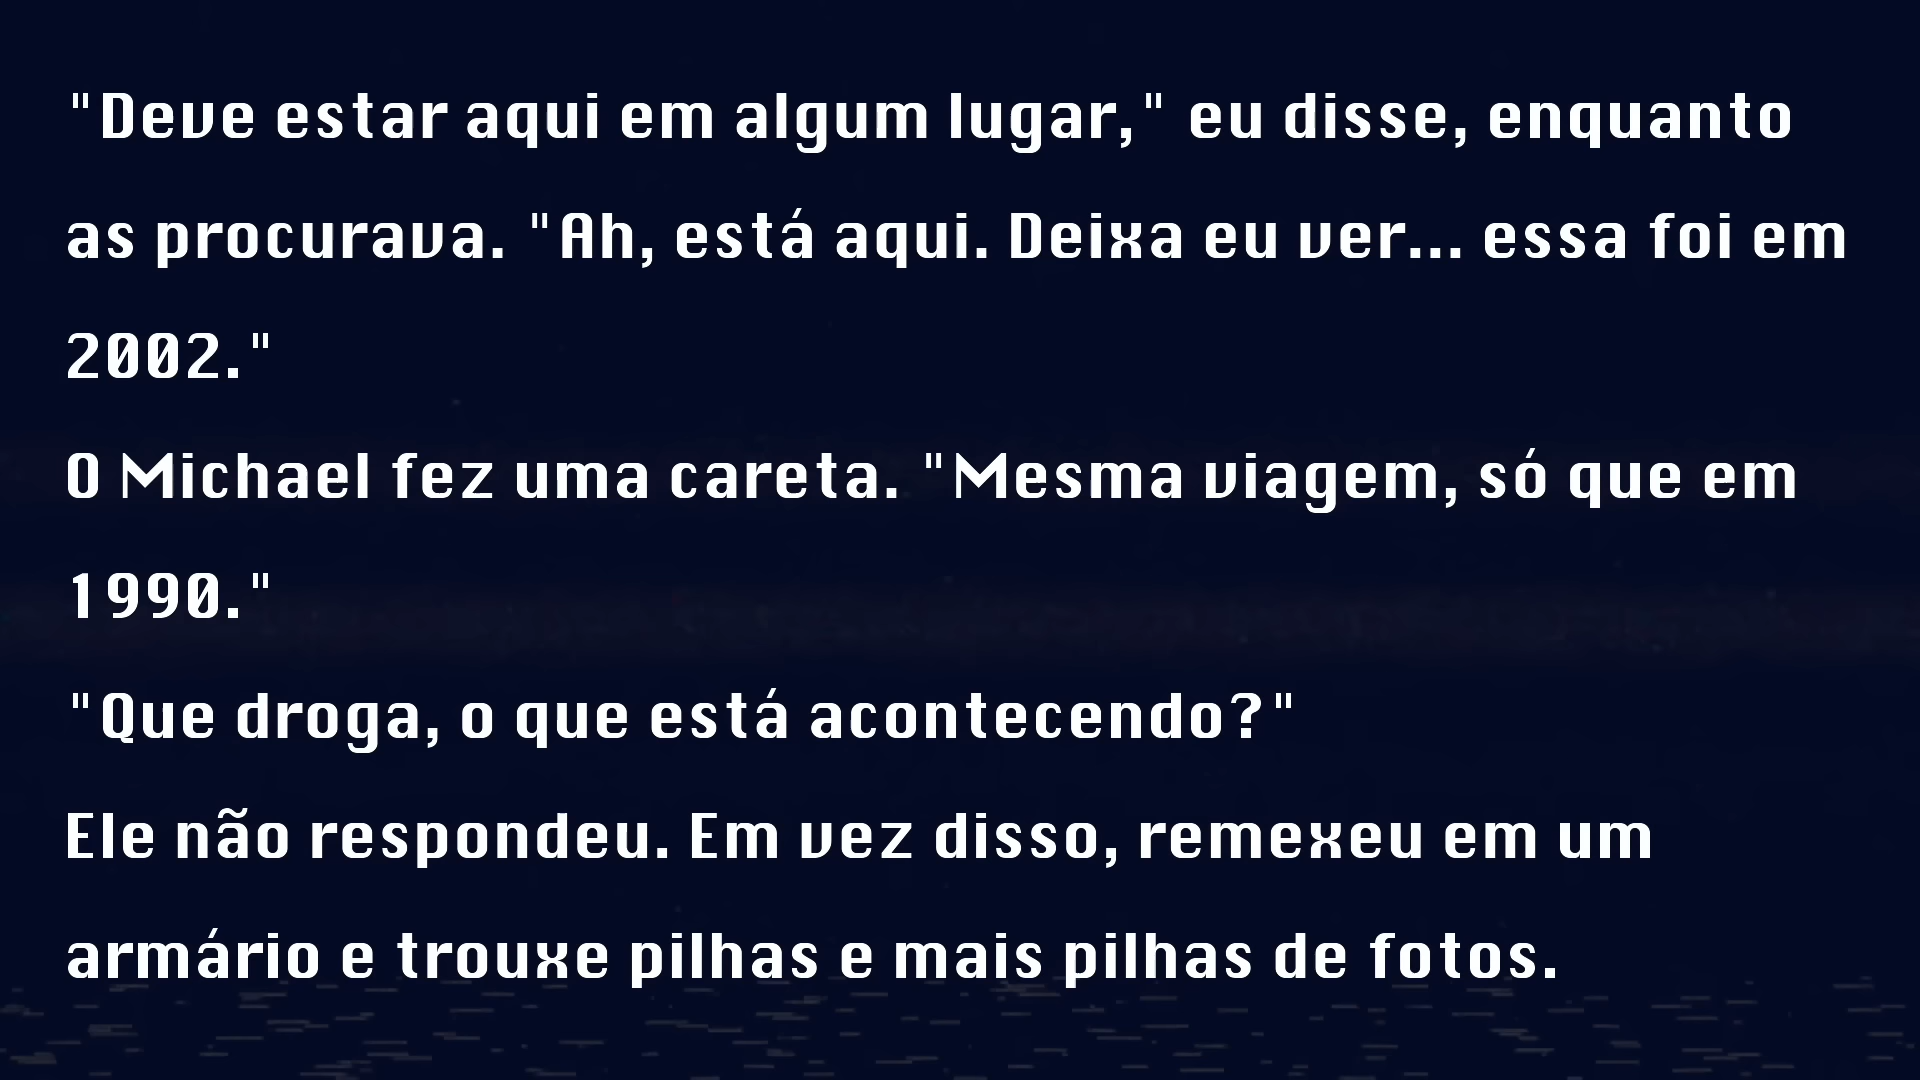 "Deve estar aqui em algum lugar," eu disse, enquanto
as procurava. "Ah, está aqui. Deixa eu ver... essa foi em
2002."
O Michael fez uma careta. "Mesma viagem, só que em
1990."
"Que droga, o que está acontecendo?"
Ele não respondeu. Em vez disso, remexeu em um
armário e trouxe pilhas e mais pilhas de fotos.